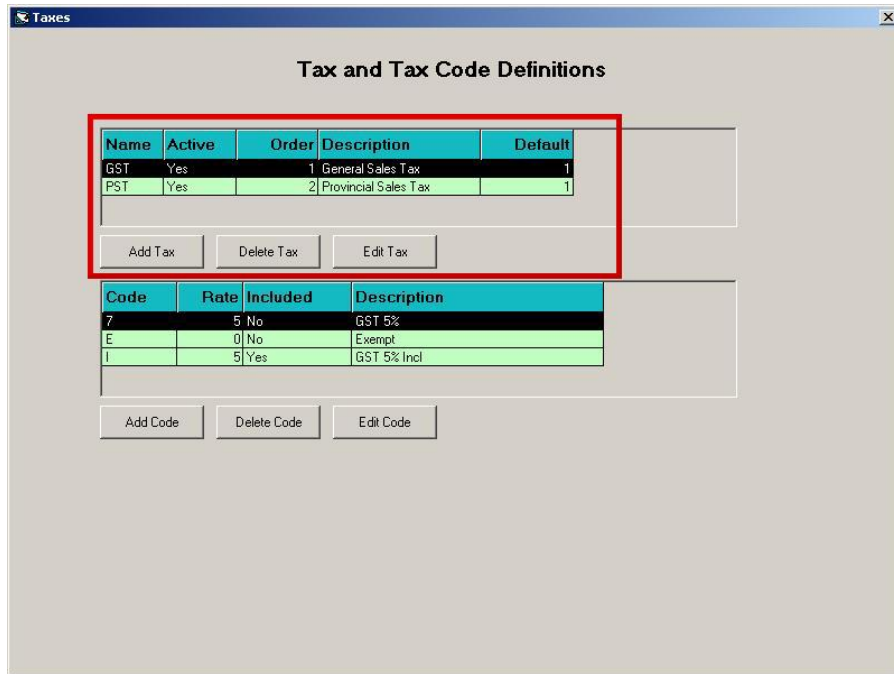 Taxes
Tax and Tax Code Definitions
Name Active Order Description Default
GST Yes 1 General Sales Tax 1
PST Yes 2 Provincial Sales Tax 1
Add Tax Delete Tax Edit Tax
Code Rate Included Description
7 5 No GST 5%
E 0 No Exempt
I 5 Yes GST 5% Incl
Add Code Delete Code Edit Code